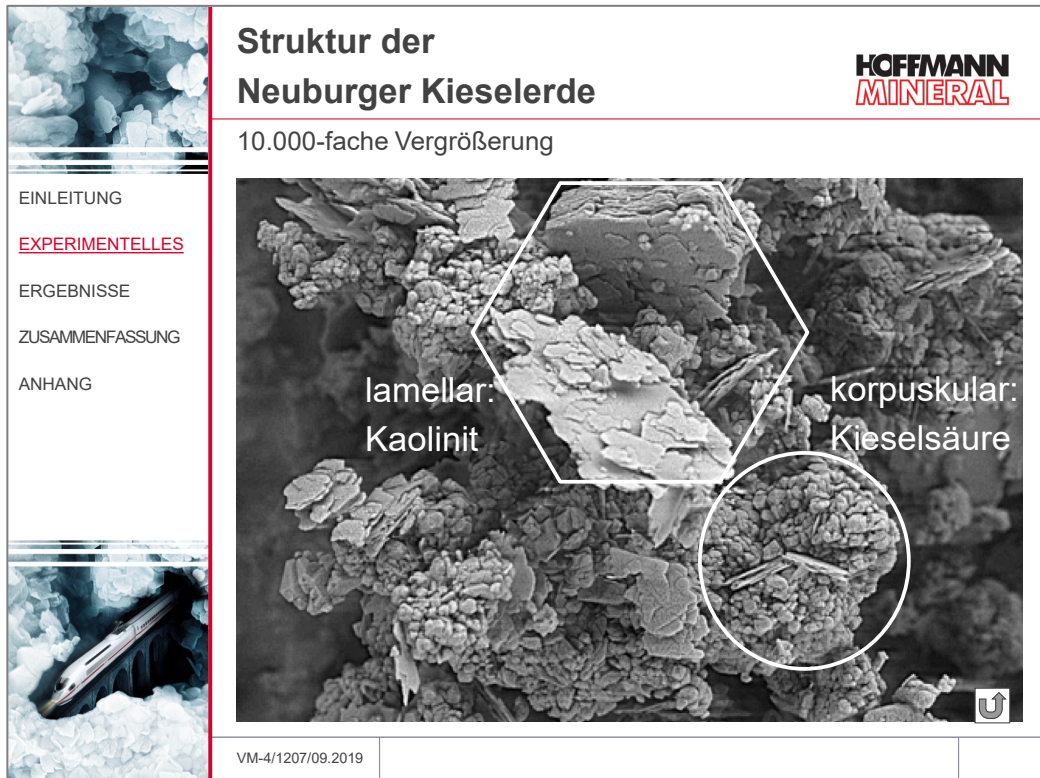 Struktur der
Neuburger Kieselerde
HOFFMANN
MINERAL
10.000-fache Vergrößerung
EINLEITUNG
EXPERIMENTELLES
ERGEBNISSE
ZUSAMMENFASSUNG
ANHANG
lamellar:
Kaolinit
korpuskular:
Kieselsäure
VM-4/1207/09.2019